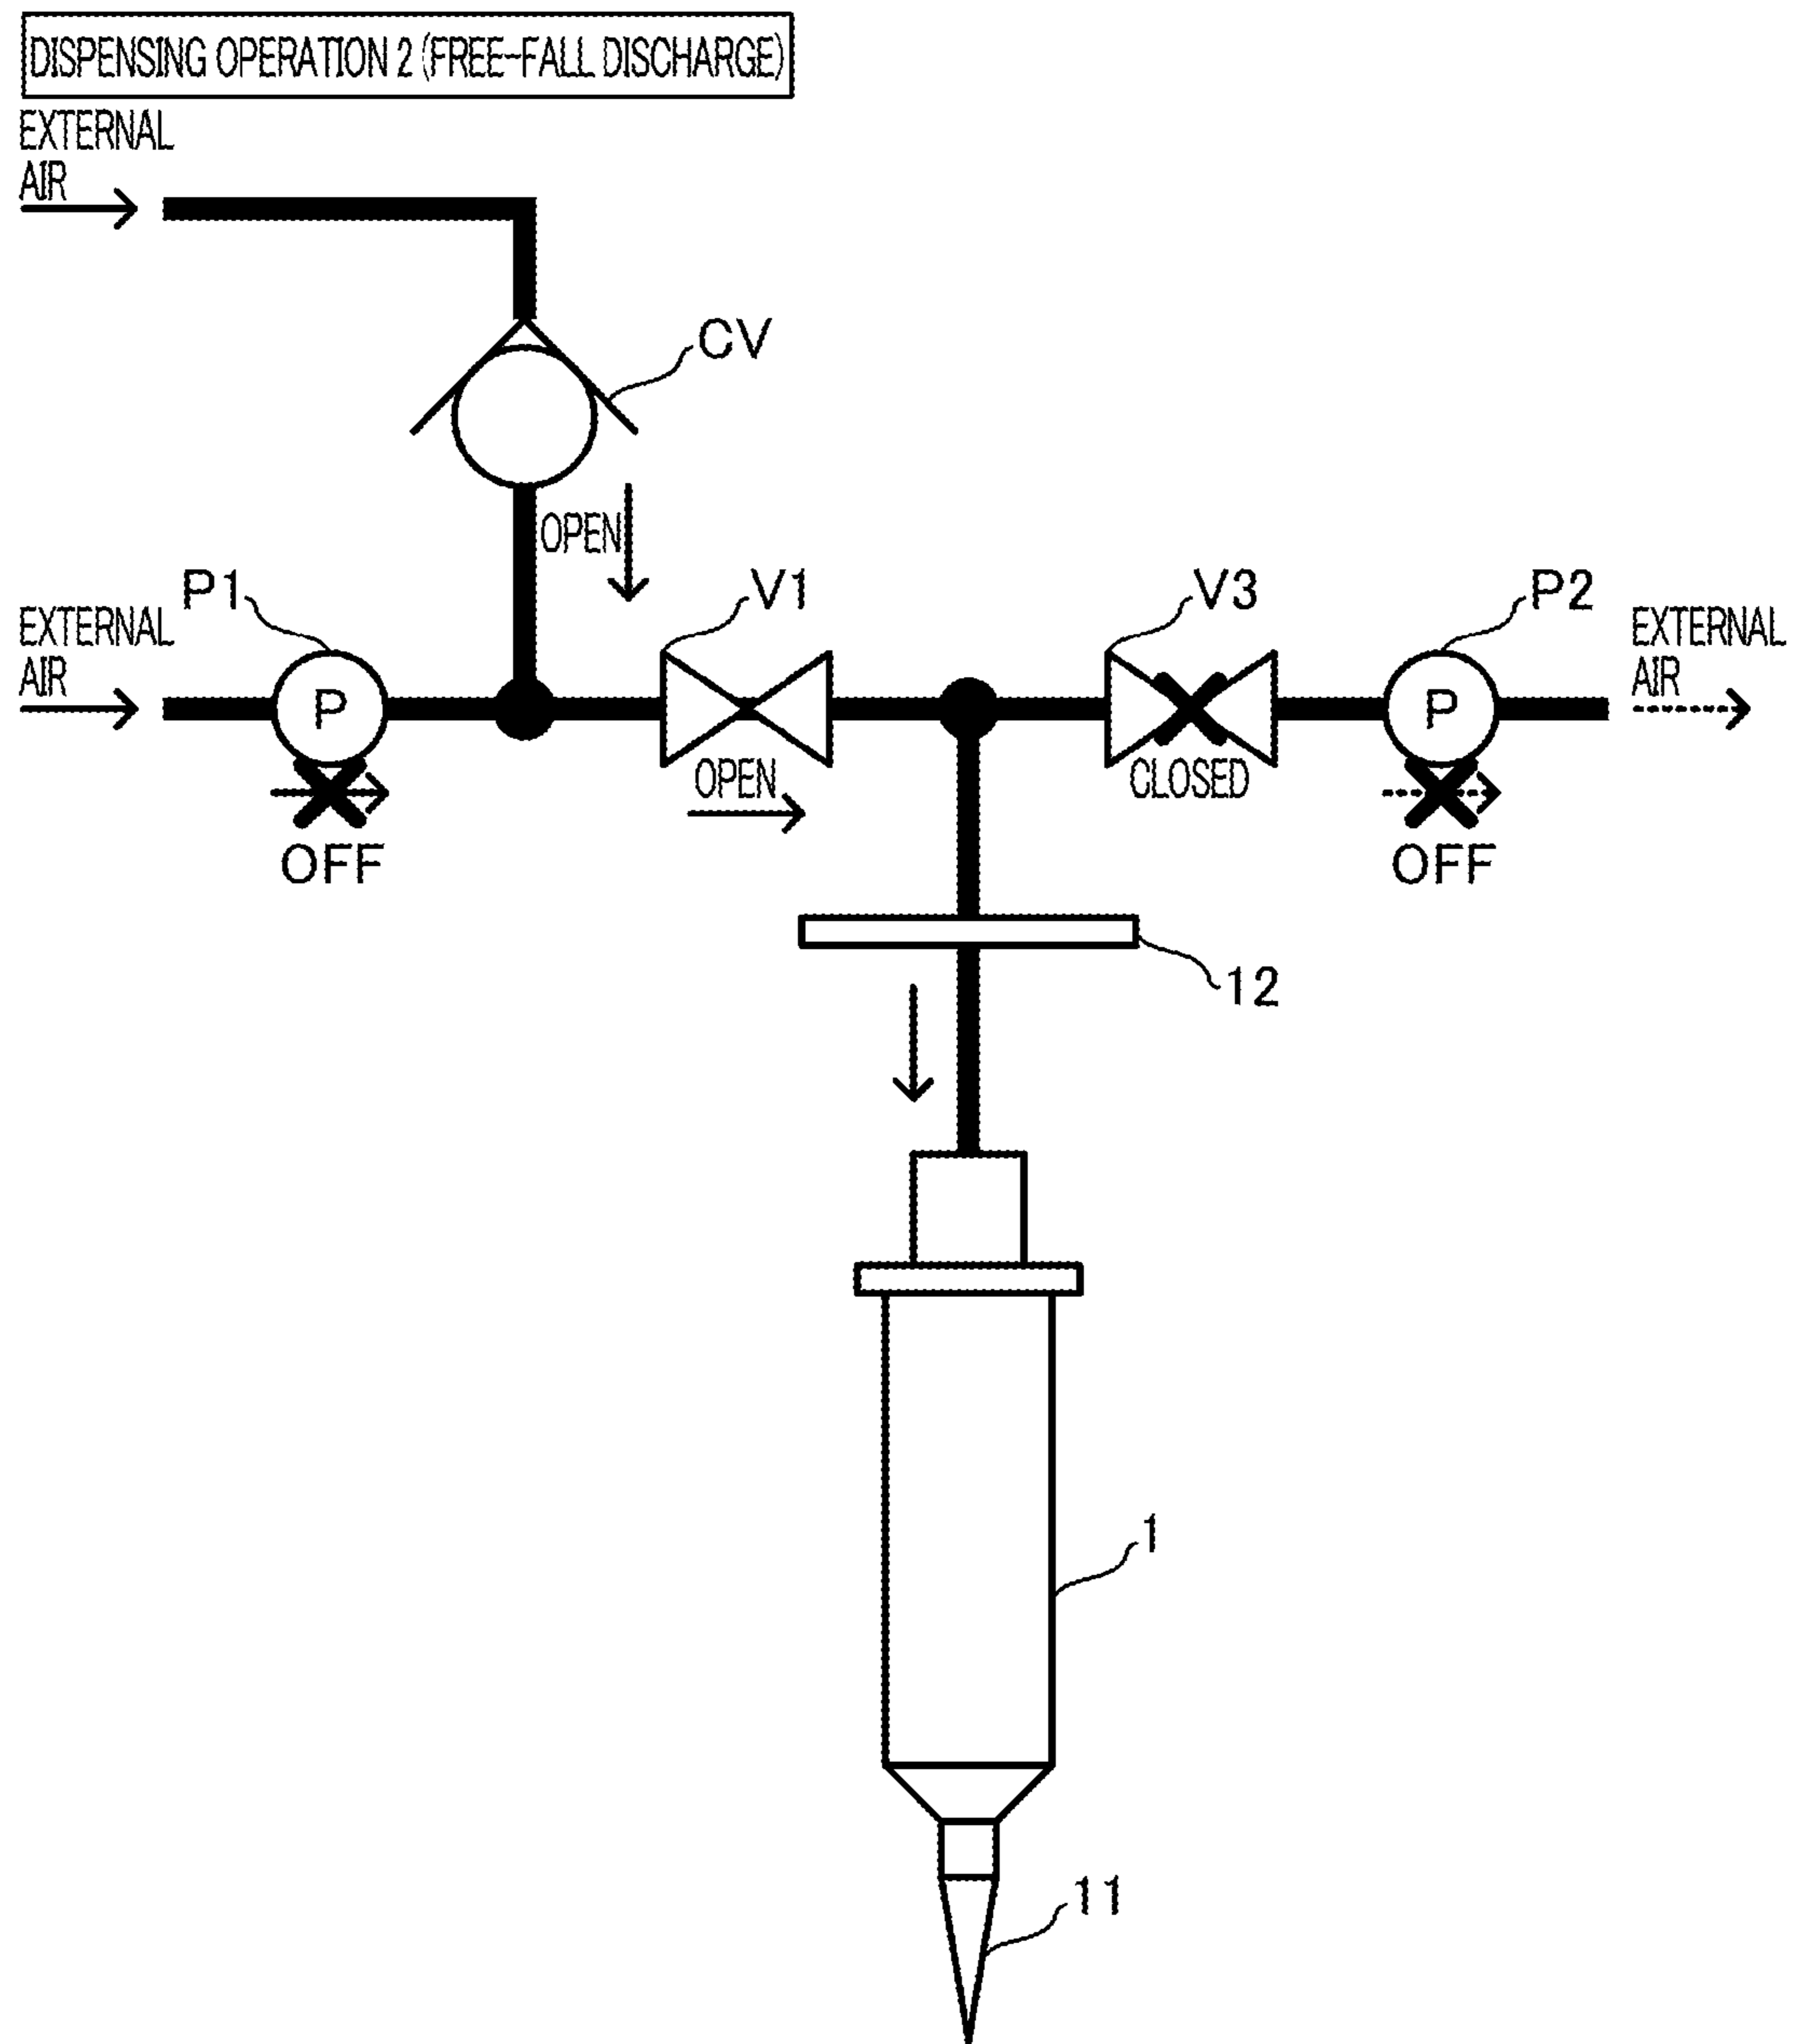 DISPENSING OPERATION 2 (FREE-FALL DISCHARGE)
EXTERNAL
AIR
CV
OPEN
P1
V1
V3
P2
EXTERNAL
AIR
EXTERNAL
AIR
P
P
OPEN
CLOSED
OFF
OFF
12
1
11